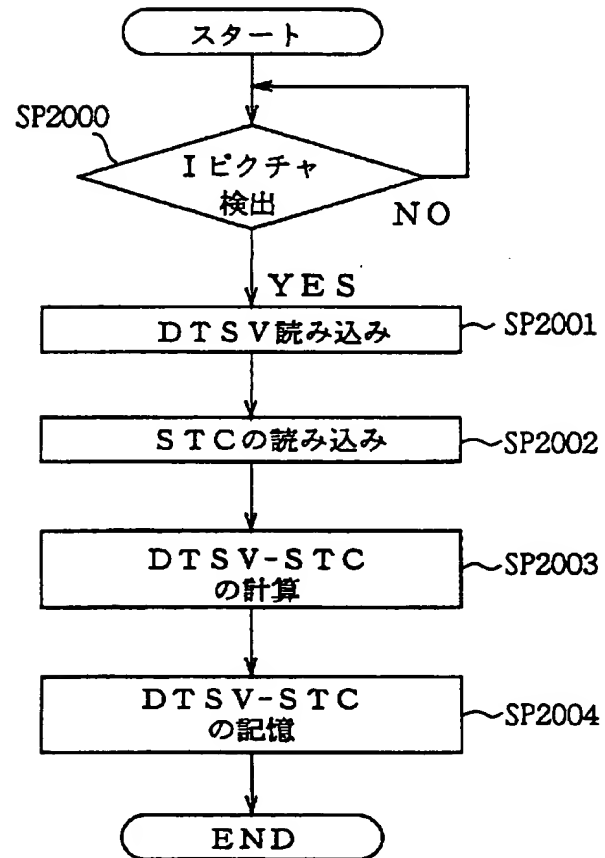 スタート
SP2000
Iピクチャ
検出
NO
YES
DTSV読み込み
SP2001
STCの読み込み
SP2002
DTSV-STC
の計算
SP2003
DTSV-STC
の記憶
SP2004
END